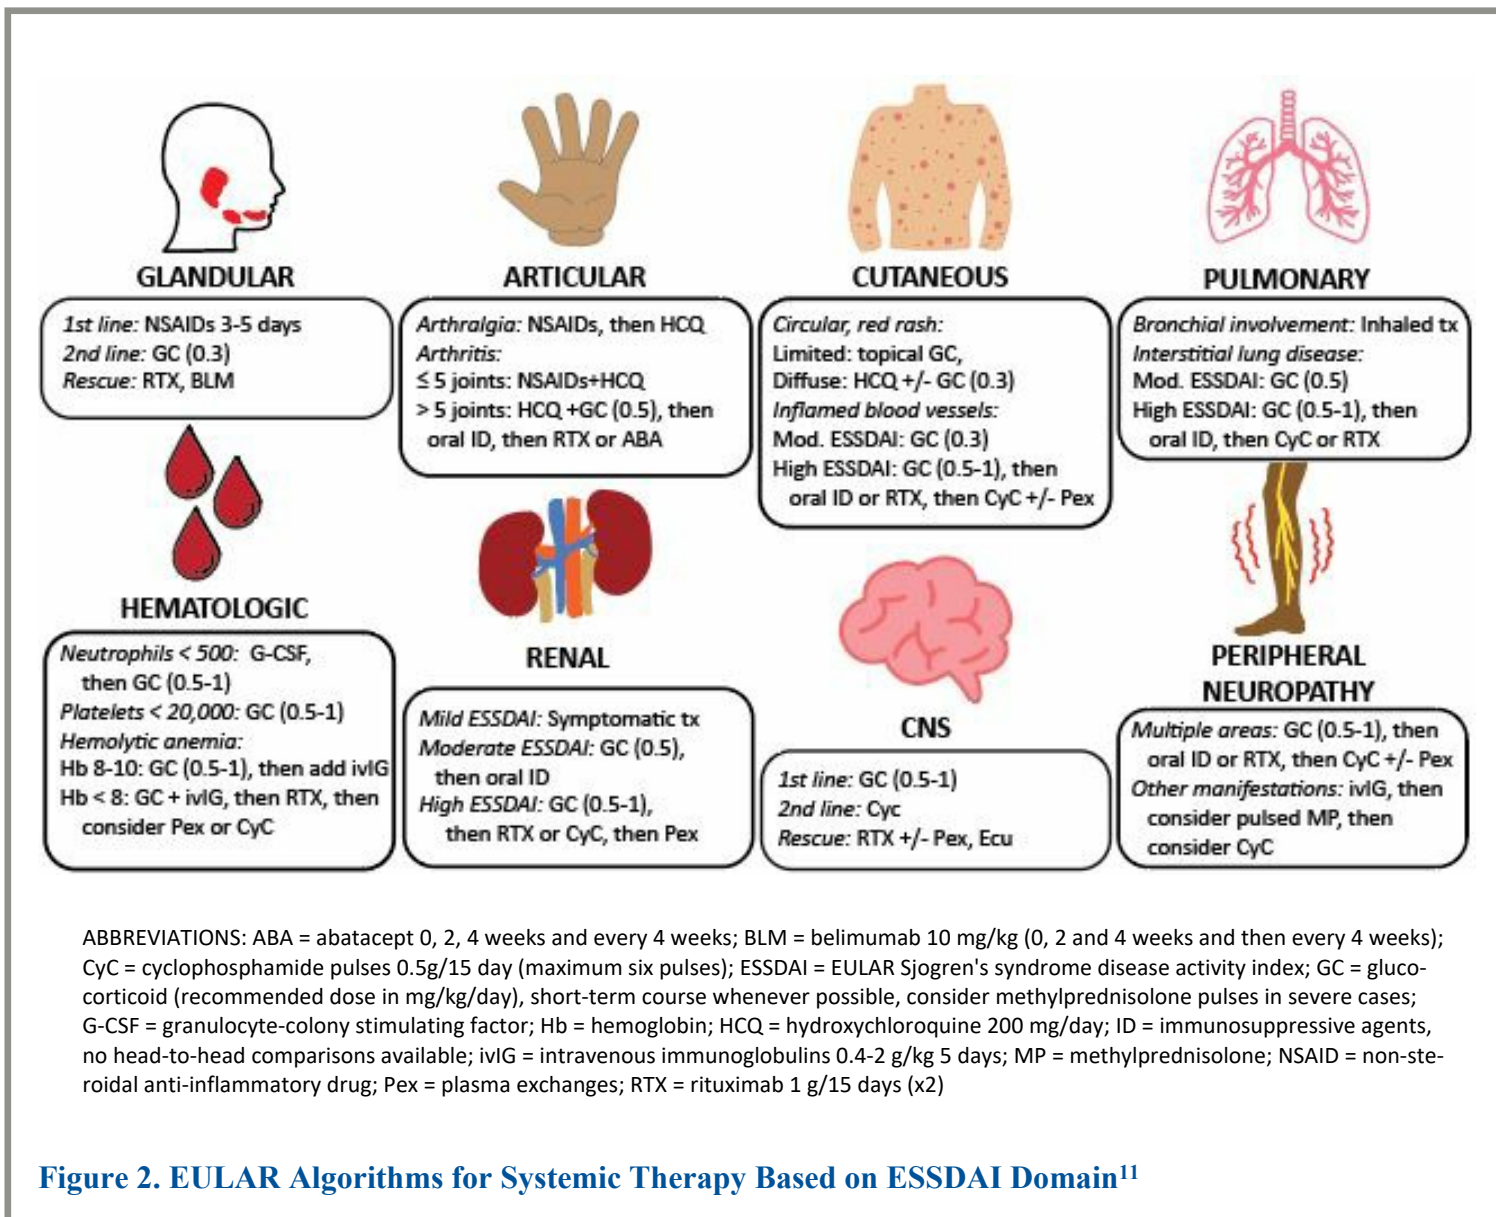 GLANDULAR
1st line: NSAIDs 3-5 days
2nd line: GC (0.3)
Rescue: RTX, BLM
ARTICULAR
Arthralgia: NSAIDs, then HCQ
Arthritis:
≤ 5 joints: NSAIDs+HCQ
> 5 joints: HCQ +GC (0.5), then
oral ID, then RTX or ABA
CUTANEOUS
Circular, red rash:
Limited: topical GC,
Diffuse: HCQ +/- GC (0.3)
Inflamed blood vessels:
Mod. ESSDAI: GC (0.3)
High ESSDAI: GC (0.5-1), then
oral ID or RTX, then CyC +/- Pex
PULMONARY
Bronchial involvement: Inhaled tx
Interstitial lung disease:
Mod. ESSDAI: GC (0.5)
High ESSDAI: GC (0.5-1), then
oral ID, then CyC or RTX
HEMATOLOGIC
Neutrophils < 500: G-CSF,
then GC (0.5-1)
Platelets < 20,000: GC (0.5-1)
Hemolytic anemia:
Hb 8-10: GC (0.5-1), then add ivIG
Hb < 8: GC + ivIG, then RTX, then
consider Pex or CyC
RENAL
Mild ESSDAI: Symptomatic tx
Moderate ESSDAI: GC (0.5),
then oral ID
High ESSDAI: GC (0.5-1),
then RTX or CyC, then Pex
CNS
1st line: GC (0.5-1)
2nd line: Cyc
Rescue: RTX +/- Pex, Ecu
PERIPHERAL
NEUROPATHY
Multiple areas: GC (0.5-1), then
oral ID or RTX, then CyC +/- Pex
Other manifestations: ivIG, then
consider pulsed MP, then
consider CyC
ABBREVIATIONS: ABA = abatacept 0, 2, 4 weeks and every 4 weeks; BLM = belimumab 10 mg/kg (0, 2 and 4 weeks and then every 4 weeks);
CyC = cyclophosphamide pulses 0.5g/15 day (maximum six pulses); ESSDAI = EULAR Sjogren's syndrome disease activity index; GC = gluco-
corticoid (recommended dose in mg/kg/day), short-term course whenever possible, consider methylprednisolone pulses in severe cases;
G-CSF = granulocyte-colony stimulating factor; Hb = hemoglobin; HCQ = hydroxychloroquine 200 mg/day; ID = immunosuppressive agents,
no head-to-head comparisons available; ivIG = intravenous immunoglobulins 0.4-2 g/kg 5 days; MP = methylprednisolone; NSAID = non-ste-
roidal anti-inflammatory drug; Pex = plasma exchanges; RTX = rituximab 1 g/15 days (x2)
Figure 2. EULAR Algorithms for Systemic Therapy Based on ESSDAI Domain¹¹